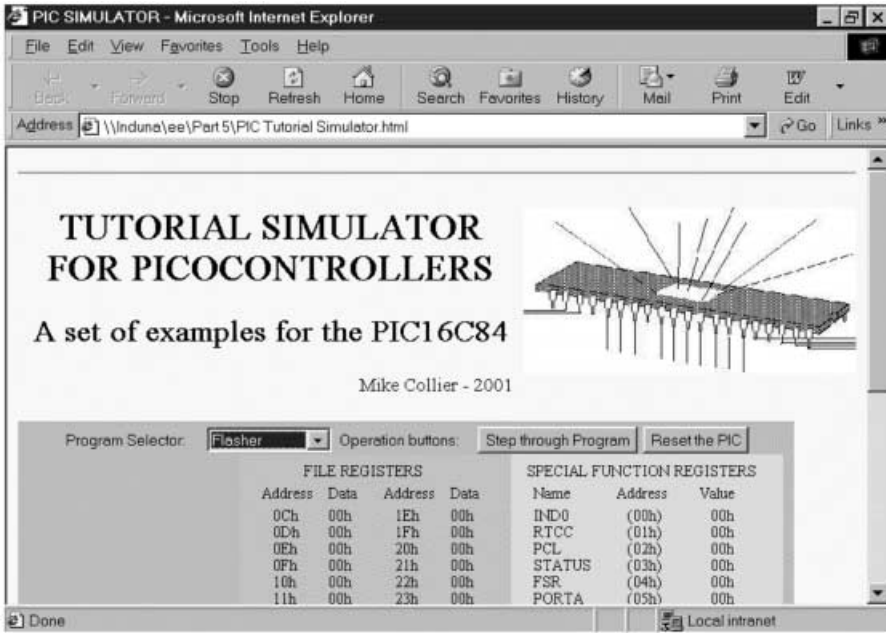 PIC SIMULATOR - Microsoft Internet Explorer
File Edit View Favorites Tools Help
Back Forward Stop Refresh Home Search Favorites History Mail Print Edit
Address \\Induna\ee\Part 5\PIC Tutorial Simulator.html Go Links »
TUTORIAL SIMULATOR
FOR PICOCONTROLLERS
A set of examples for the PIC16C84
Mike Collier - 2001
Program Selector: Flasher Operation buttons: Step through Program Reset the PIC
FILE REGISTERS SPECIAL FUNCTION REGISTERS
Address Data Address Data Name Address Value
0Ch 00h 1Eh 00h IND0 (00h) 00h
0Dh 00h 1Fh 00h RTCC (01h) 00h
0Eh 00h 20h 00h PCL (02h) 00h
0Fh 00h 21h 00h STATUS (03h) 00h
10h 00h 22h 00h FSR (04h) 00h
11h 00h 23h 00h PORTA (05h) 00h
Done Local intranet